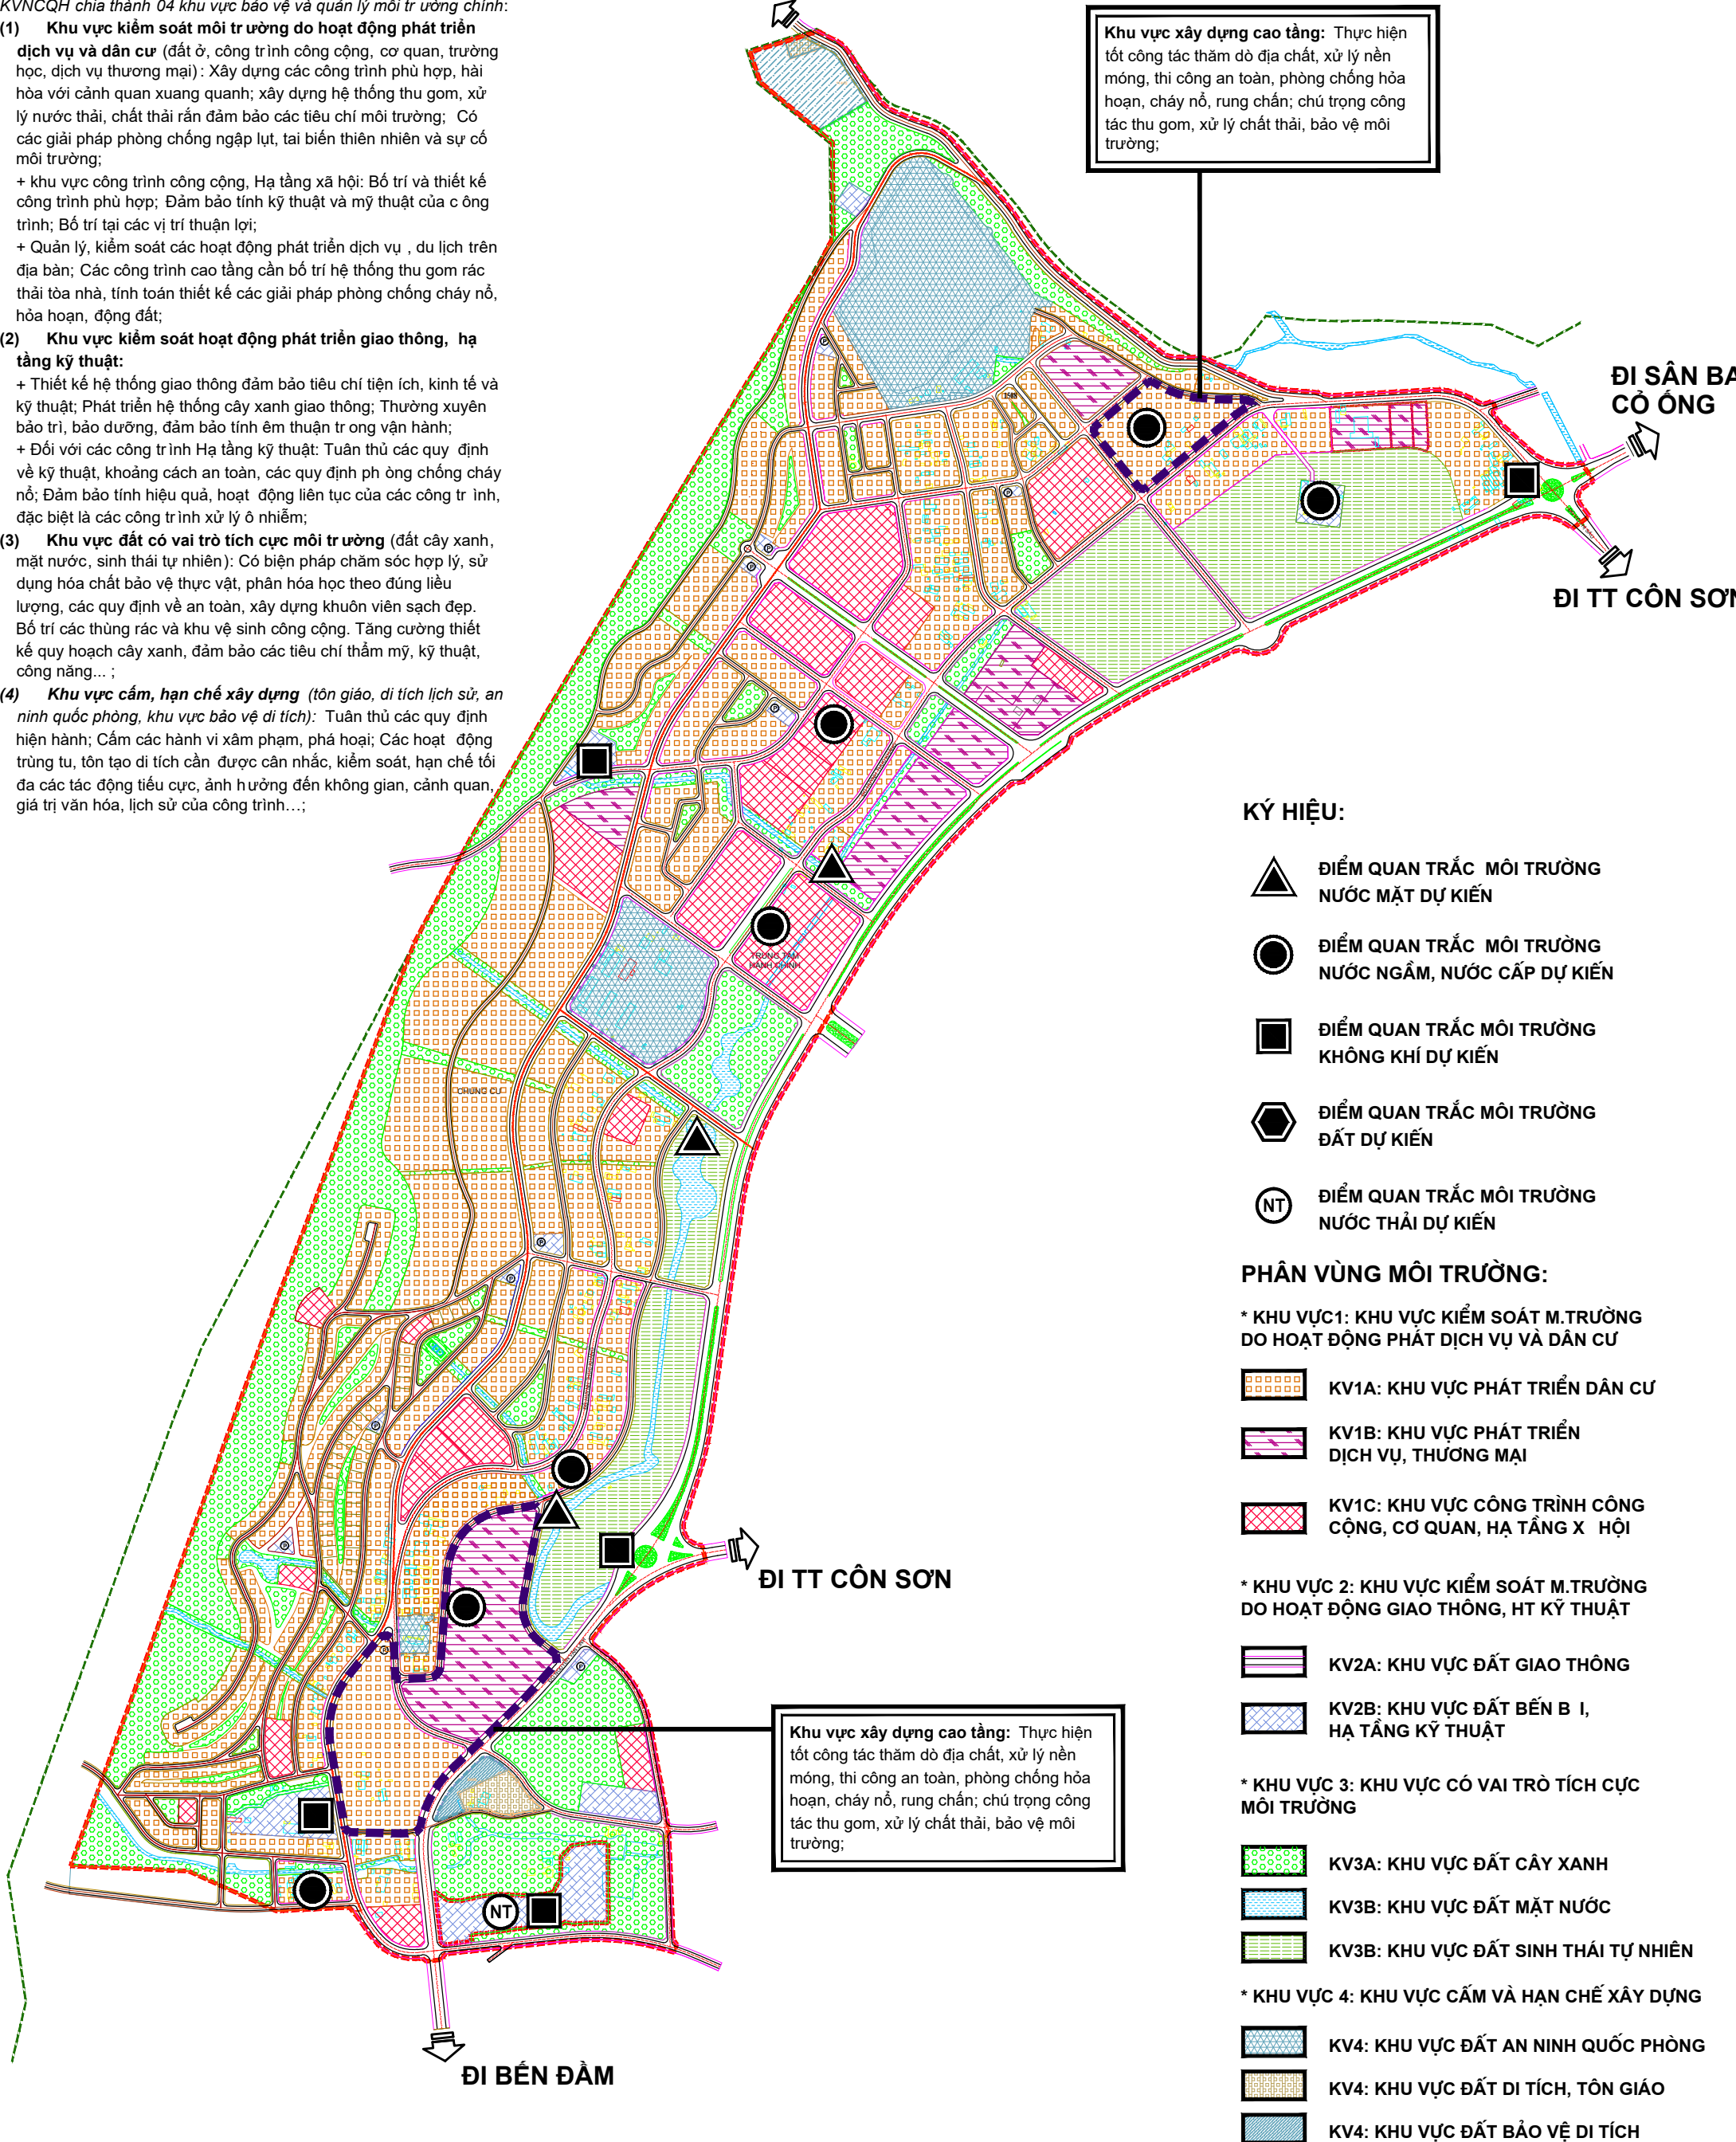 KVNCQH chia thành 04 khu vực bảo vệ và quản lý môi trường chính:
(1) Khu vực kiểm soát môi trường do hoạt động phát triển
dịch vụ và dân cư (đất ở, công trình công cộng, cơ quan, trường
học, dịch vụ thương mại): Xây dựng các công trình phù hợp, hài
hòa với cảnh quan xuang quanh; xây dựng hệ thống thu gom, xử
lý nước thải, chất thải rắn đảm bảo các tiêu chí môi trường; Có
các giải pháp phòng chống ngập lụt, tai biến thiên nhiên và sự cố
môi trường;
+ khu vực công trình công cộng, Hạ tầng xã hội: Bố trí và thiết kế
công trình phù hợp; Đảm bảo tính kỹ thuật và mỹ thuật của công
trình; Bố trí tại các vị trí thuận lợi;
+ Quản lý, kiểm soát các hoạt động phát triển dịch vụ, du lịch trên
địa bàn; Các công trình cao tầng cần bố trí hệ thống thu gom rác
thải tòa nhà, tính toán thiết kế các giải pháp phòng chống cháy nổ,
hỏa hoạn, động đất;
(2) Khu vực kiểm soát hoạt động phát triển giao thông, hạ
tầng kỹ thuật:
+ Thiết kế hệ thống giao thông đảm bảo tiêu chí tiện ích, kinh tế và
kỹ thuật; Phát triển hệ thống cây xanh giao thông; Thường xuyên
bảo trì, bảo dưỡng, đảm bảo tính êm thuận trong vận hành;
+ Đối với các công trình Hạ tầng kỹ thuật: Tuân thủ các quy định
về kỹ thuật, khoảng cách an toàn, các quy định phòng chống cháy
nổ; Đảm bảo tính hiệu quả, hoạt động liên tục của các công trình,
đặc biệt là các công trình xử lý ô nhiễm;
(3) Khu vực đất có vai trò tích cực môi trường (đất cây xanh,
mặt nước, sinh thái tự nhiên): Có biện pháp chăm sóc hợp lý, sử
dụng hóa chất bảo vệ thực vật, phân hóa học theo đúng liều
lượng, các quy định về an toàn, xây dựng khuôn viên sạch đẹp.
Bố trí các thùng rác và khu vệ sinh công cộng. Tăng cường thiết
kế quy hoạch cây xanh, đảm bảo các tiêu chí thẩm mỹ, kỹ thuật,
công năng... ;
(4) Khu vực cấm, hạn chế xây dựng (tôn giáo, di tích lịch sử, an
ninh quốc phòng, khu vực bảo vệ di tích): Tuân thủ các quy định
hiện hành; Cấm các hành vi xâm phạm, phá hoại; Các hoạt động
trùng tu, tôn tạo di tích cần được cân nhắc, kiểm soát, hạn chế tối
đa các tác động tiếu cực, ảnh hưởng đến không gian, cảnh quan,
giá trị văn hóa, lịch sử của công trình...;
Khu vực xây dựng cao tầng: Thực hiện
tốt công tác thăm dò địa chất, xử lý nền
móng, thi công an toàn, phòng chống hỏa
hoạn, cháy nổ, rung chấn; chú trọng công
tác thu gom, xử lý chất thải, bảo vệ môi
trường;
ĐI SÂN BA
CỎ ỐNG
ĐI TT CÔN SƠN
TRUNG TÂM
HÀNH CHÍNH
CHUNG CƯ
ĐI TT CÔN SƠN
Khu vực xây dựng cao tầng: Thực hiện
tốt công tác thăm dò địa chất, xử lý nền
móng, thi công an toàn, phòng chống hỏa
hoạn, cháy nổ, rung chấn; chú trọng công
tác thu gom, xử lý chất thải, bảo vệ môi
trường;
NT
ĐI BẾN ĐẦM
KÝ HIỆU:
ĐIỂM QUAN TRẮC MÔI TRƯỜNG
NƯỚC MẶT DỰ KIẾN
ĐIỂM QUAN TRẮC MÔI TRƯỜNG
NƯỚC NGẦM, NƯỚC CẤP DỰ KIẾN
ĐIỂM QUAN TRẮC MÔI TRƯỜNG
KHÔNG KHÍ DỰ KIẾN
ĐIỂM QUAN TRẮC MÔI TRƯỜNG
ĐẤT DỰ KIẾN
NT
ĐIỂM QUAN TRẮC MÔI TRƯỜNG
NƯỚC THẢI DỰ KIẾN
PHÂN VÙNG MÔI TRƯỜNG:
* KHU VỰC1: KHU VỰC KIỂM SOÁT M.TRƯỜNG
DO HOẠT ĐỘNG PHÁT DỊCH VỤ VÀ DÂN CƯ
KV1A: KHU VỰC PHÁT TRIỂN DÂN CƯ
KV1B: KHU VỰC PHÁT TRIỂN
DỊCH VỤ, THƯƠNG MẠI
KV1C: KHU VỰC CÔNG TRÌNH CÔNG
CỘNG, CƠ QUAN, HẠ TẦNG X HỘI
* KHU VỰC 2: KHU VỰC KIỂM SOÁT M.TRƯỜNG
DO HOẠT ĐỘNG GIAO THÔNG, HT KỸ THUẬT
KV2A: KHU VỰC ĐẤT GIAO THÔNG
KV2B: KHU VỰC ĐẤT BẾN B I,
HẠ TẦNG KỸ THUẬT
* KHU VỰC 3: KHU VỰC CÓ VAI TRÒ TÍCH CỰC
MÔI TRƯỜNG
KV3A: KHU VỰC ĐẤT CÂY XANH
KV3B: KHU VỰC ĐẤT MẶT NƯỚC
KV3B: KHU VỰC ĐẤT SINH THÁI TỰ NHIÊN
* KHU VỰC 4: KHU VỰC CẤM VÀ HẠN CHẾ XÂY DỰNG
KV4: KHU VỰC ĐẤT AN NINH QUỐC PHÒNG
KV4: KHU VỰC ĐẤT DI TÍCH, TÔN GIÁO
KV4: KHU VỰC ĐẤT BẢO VỆ DI TÍCH